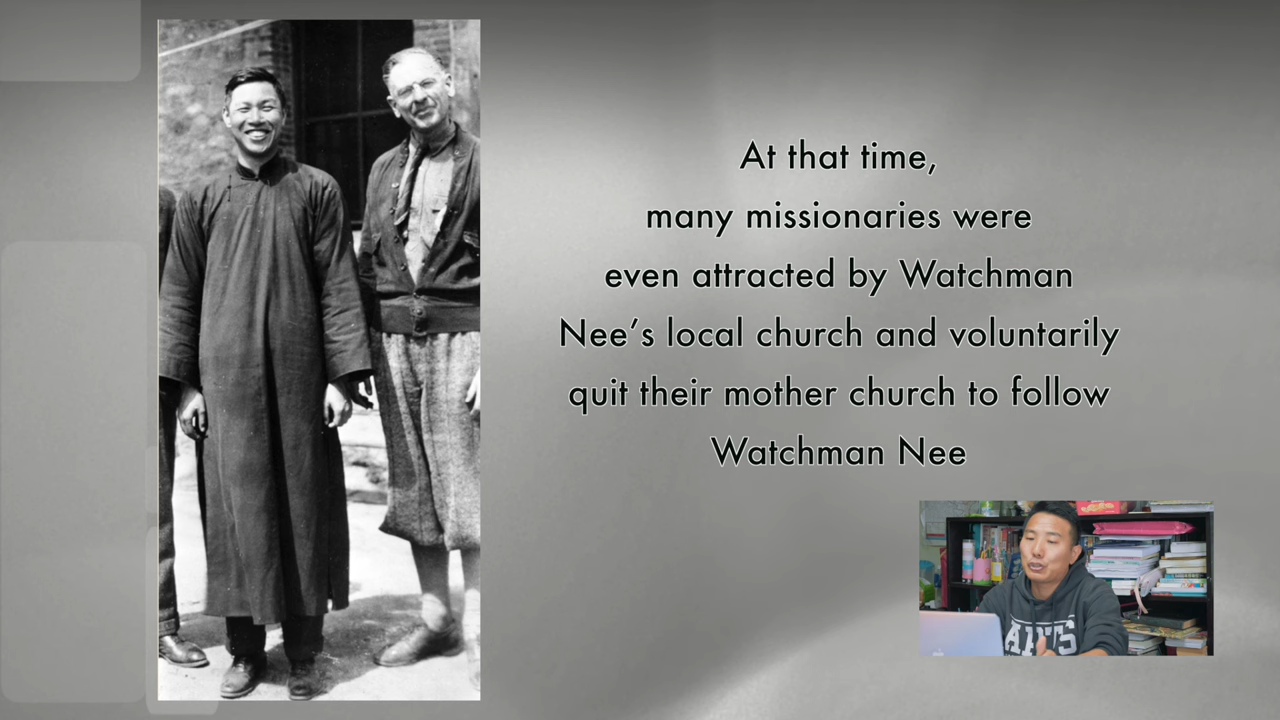 At that time,
many missionaries were
even attracted by Watchman
Nee’s local church and voluntarily
quit their mother church to follow
Watchman Nee